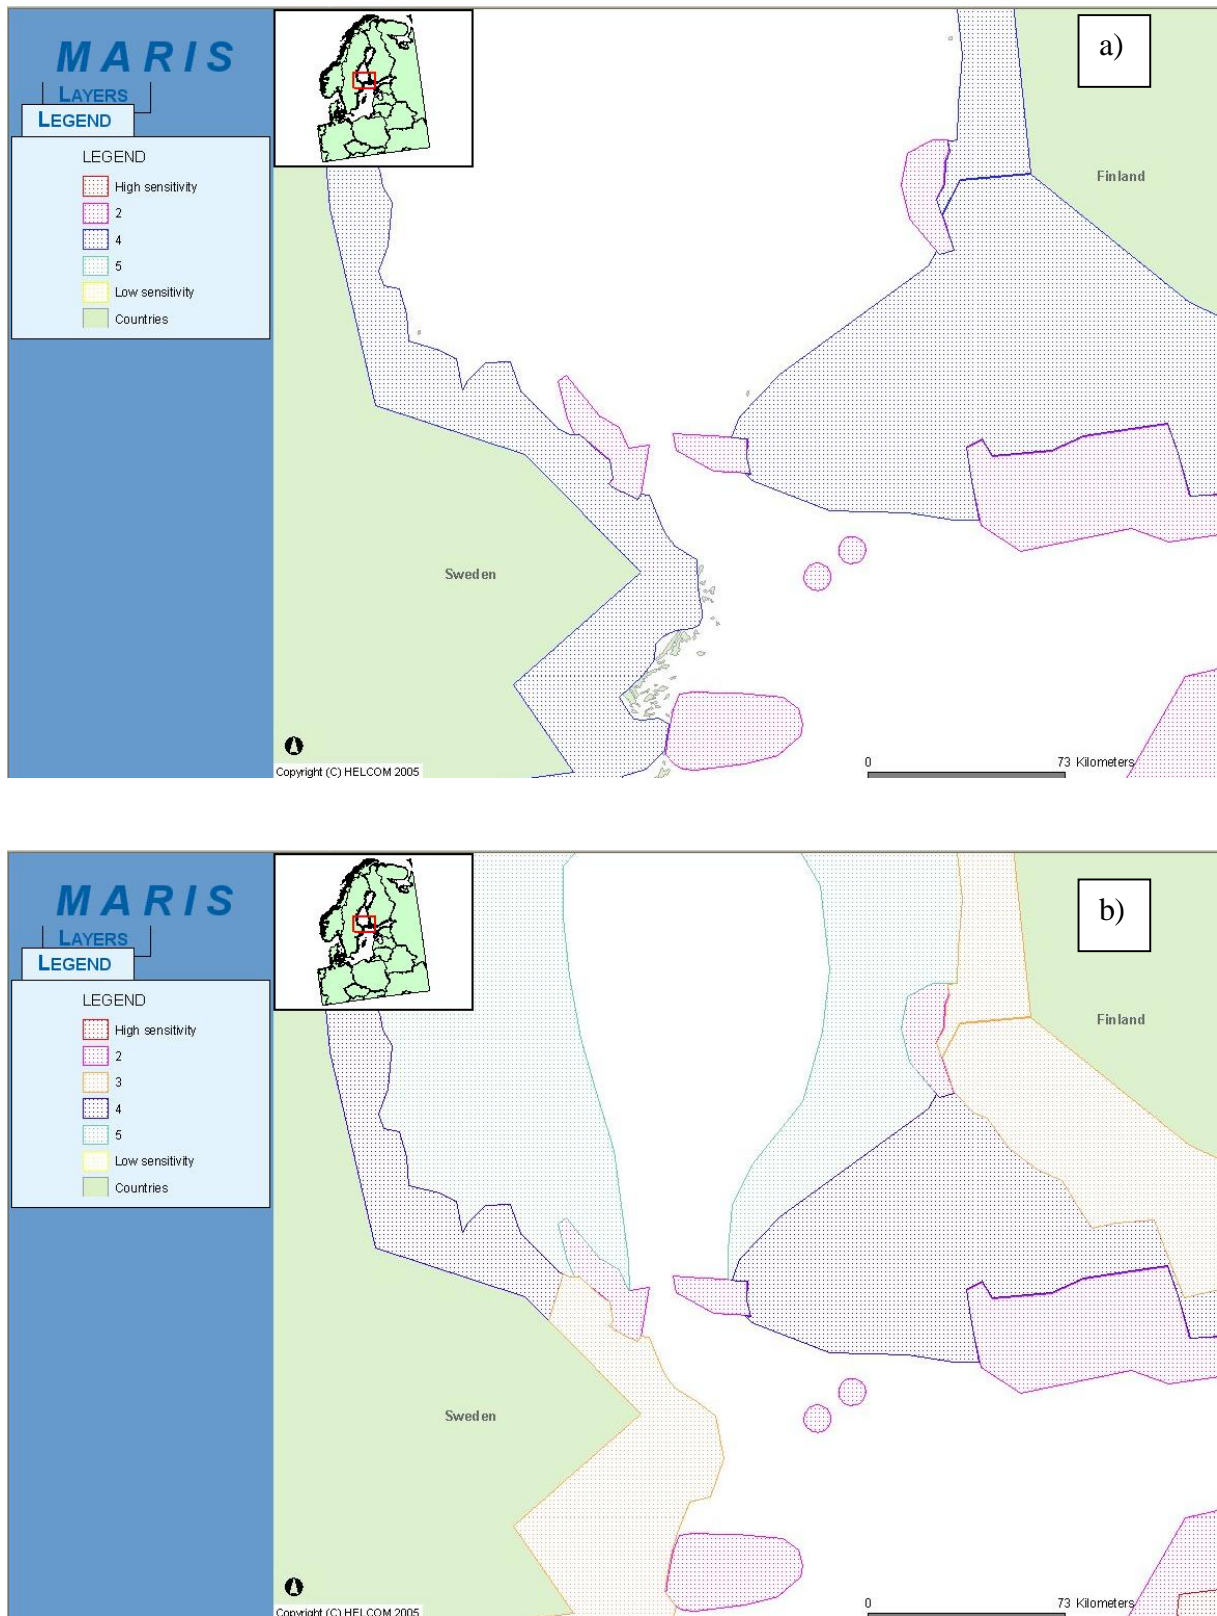 MARIS
a)
LAYERS
LEGEND
LEGEND
High sensitivity
2
4
5
Low sensitivity
Countries
Finland
Sweden
Copyright (C) HELCOM 2005
0 73 Kilometers
MARIS
b)
LAYERS
LEGEND
LEGEND
High sensitivity
2
3
4
5
Low sensitivity
Countries
Finland
Sweden
Copyright (C) HELCOM 2005
0 73 Kilometers